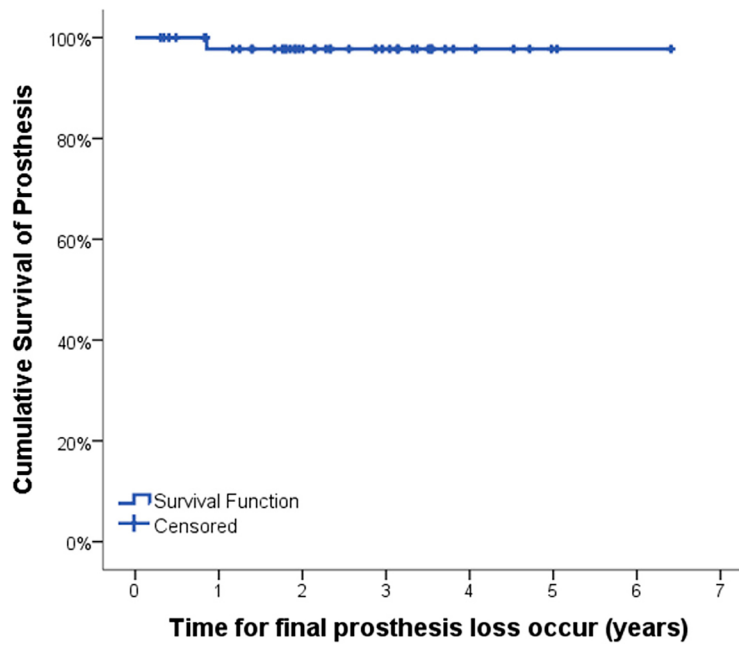 Cumulative Survival of Prosthesis
100%
80%
60%
40%
20%
0%
Survival Function
Censored
0 1 2 3 4 5 6 7
Time for final prosthesis loss occur (years)